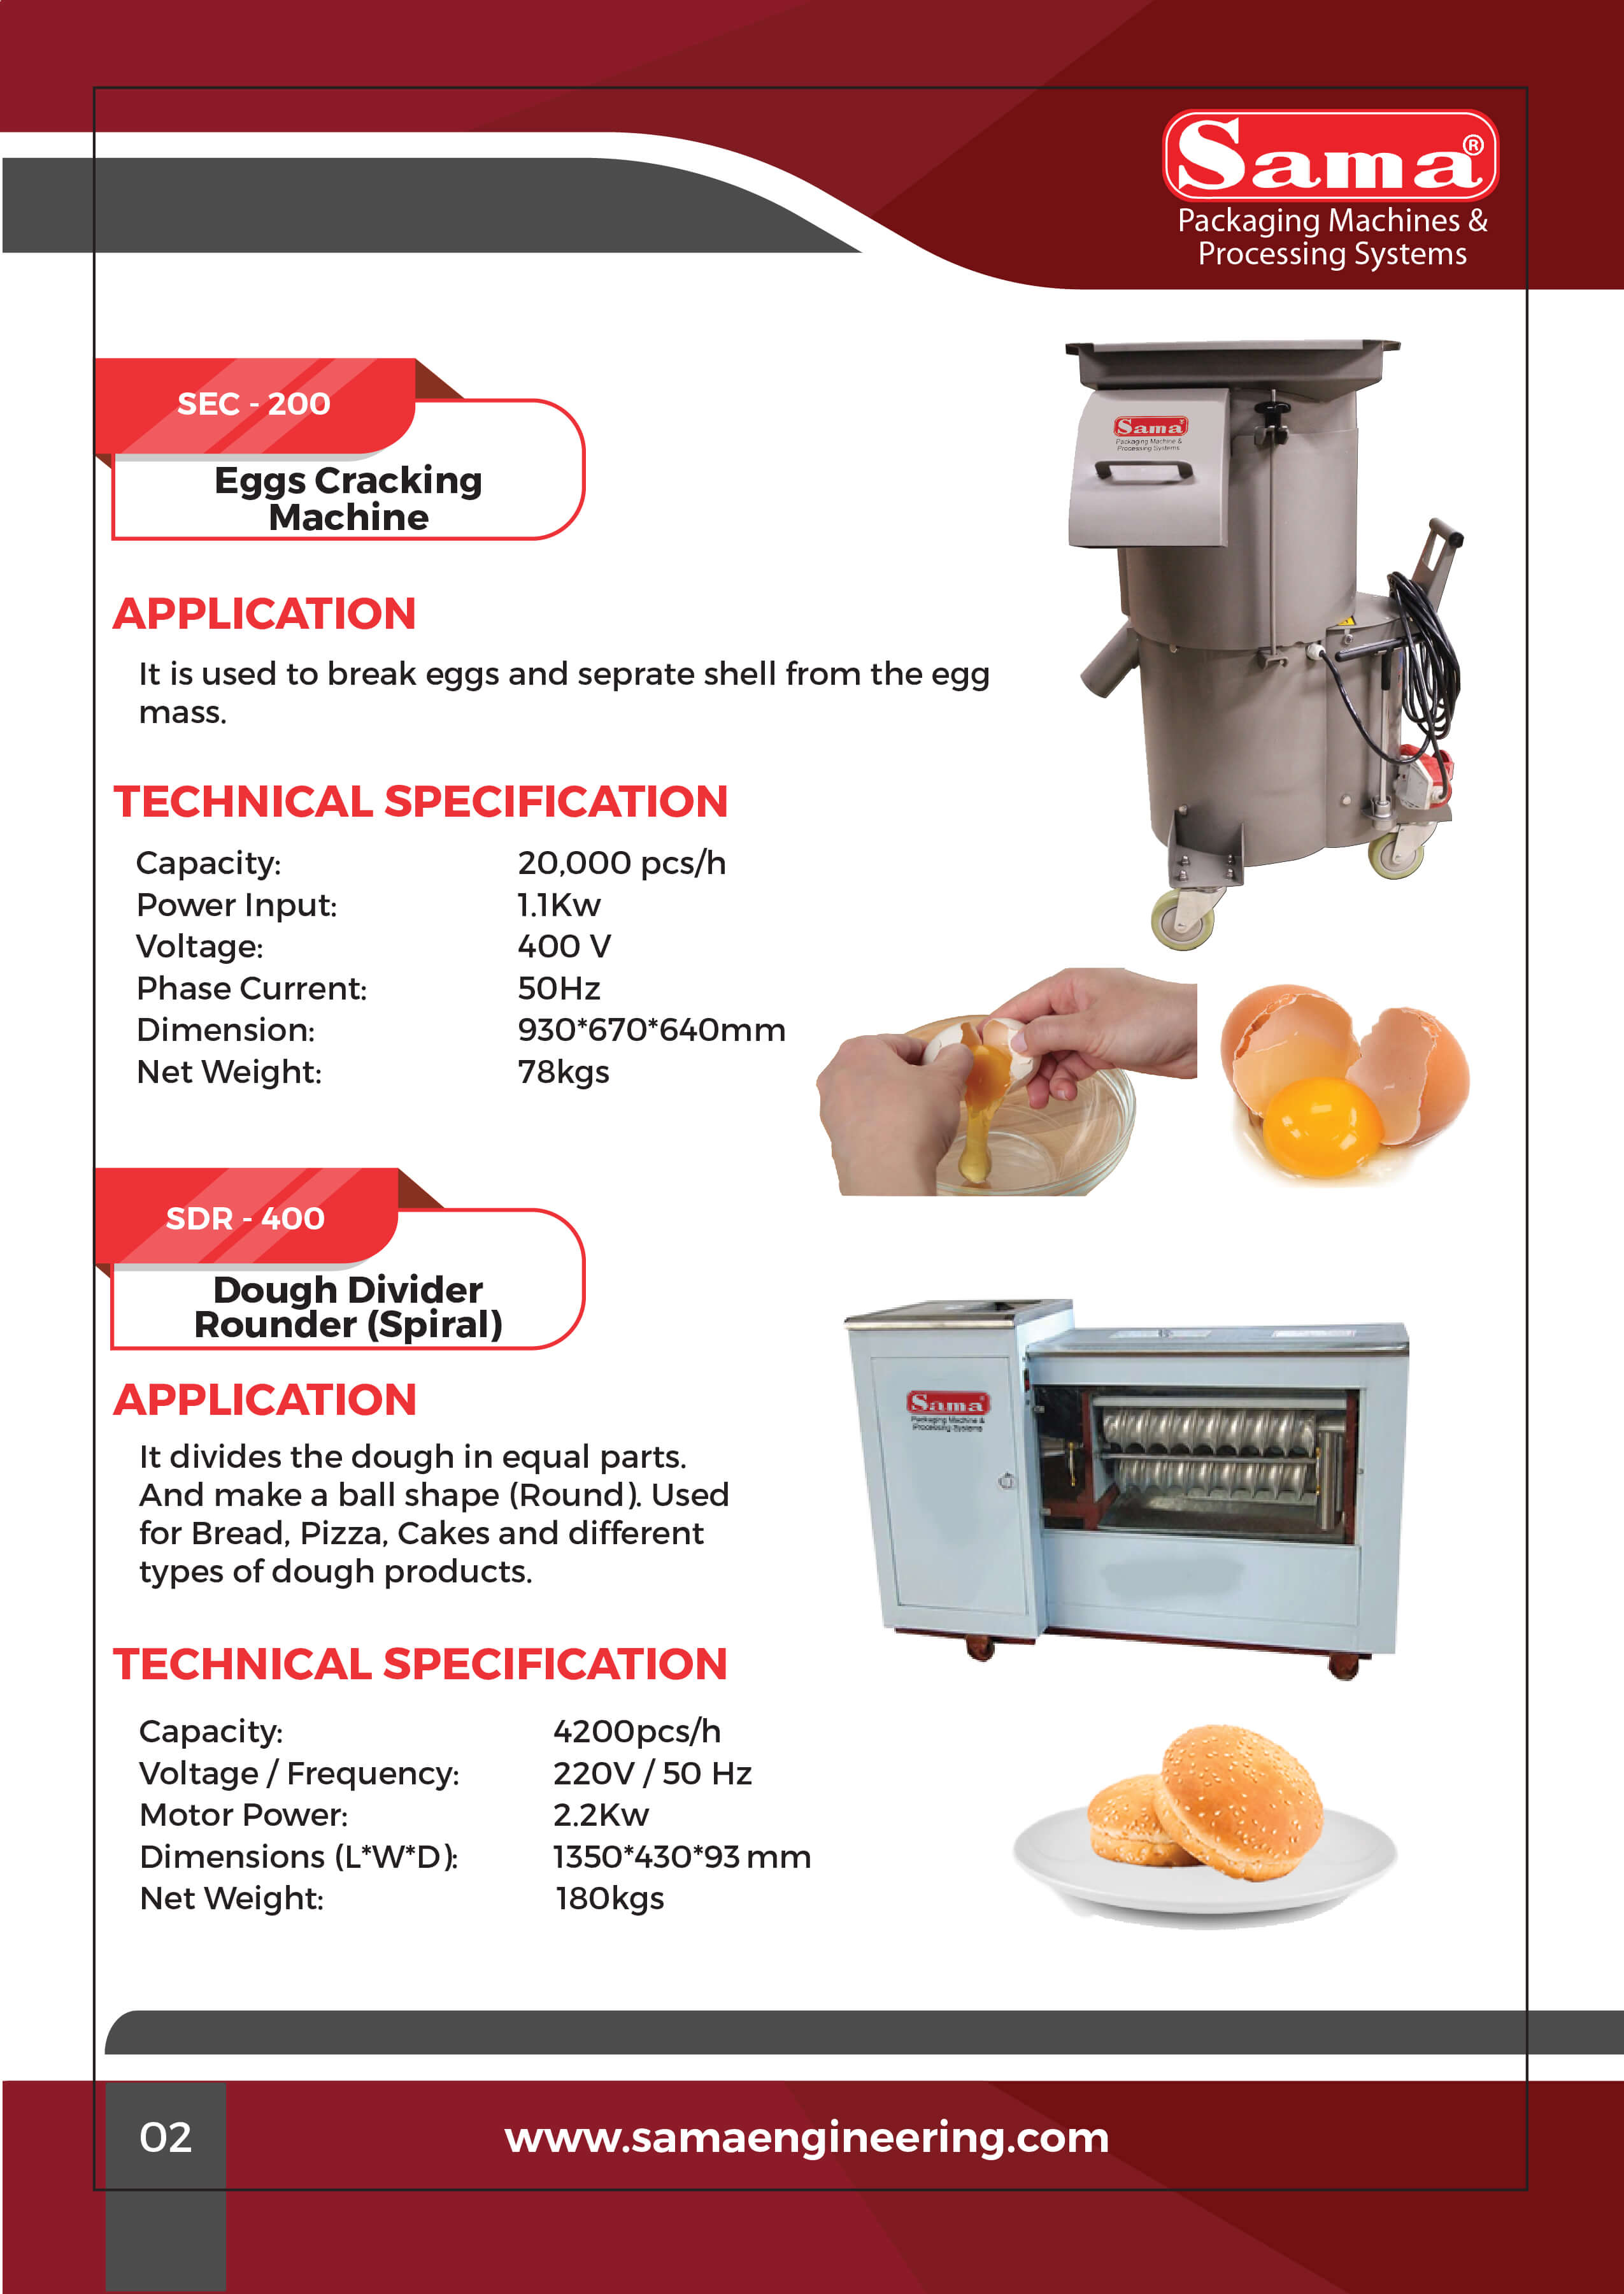 Sama®
Packaging Machines &
Processing Systems
SEC - 200
Eggs Cracking
Machine
Sama
Packaging Machine &
Processing Systems
APPLICATION
It is used to break eggs and seprate shell from the egg
mass.
TECHNICAL SPECIFICATION
Capacity: 20,000 pcs/h
Power Input: 1.1Kw
Voltage: 400 V
Phase Current: 50Hz
Dimension: 930*670*640mm
Net Weight: 78kgs
SDR - 400
Dough Divider
Rounder (Spiral)
Sama
Packaging Machine &
Processing Systems
APPLICATION
It divides the dough in equal parts.
And make a ball shape (Round). Used
for Bread, Pizza, Cakes and different
types of dough products.
TECHNICAL SPECIFICATION
Capacity: 4200pcs/h
Voltage / Frequency: 220V / 50 Hz
Motor Power: 2.2Kw
Dimensions (L*W*D): 1350*430*93 mm
Net Weight: 180kgs
02
www.samaengineering.com